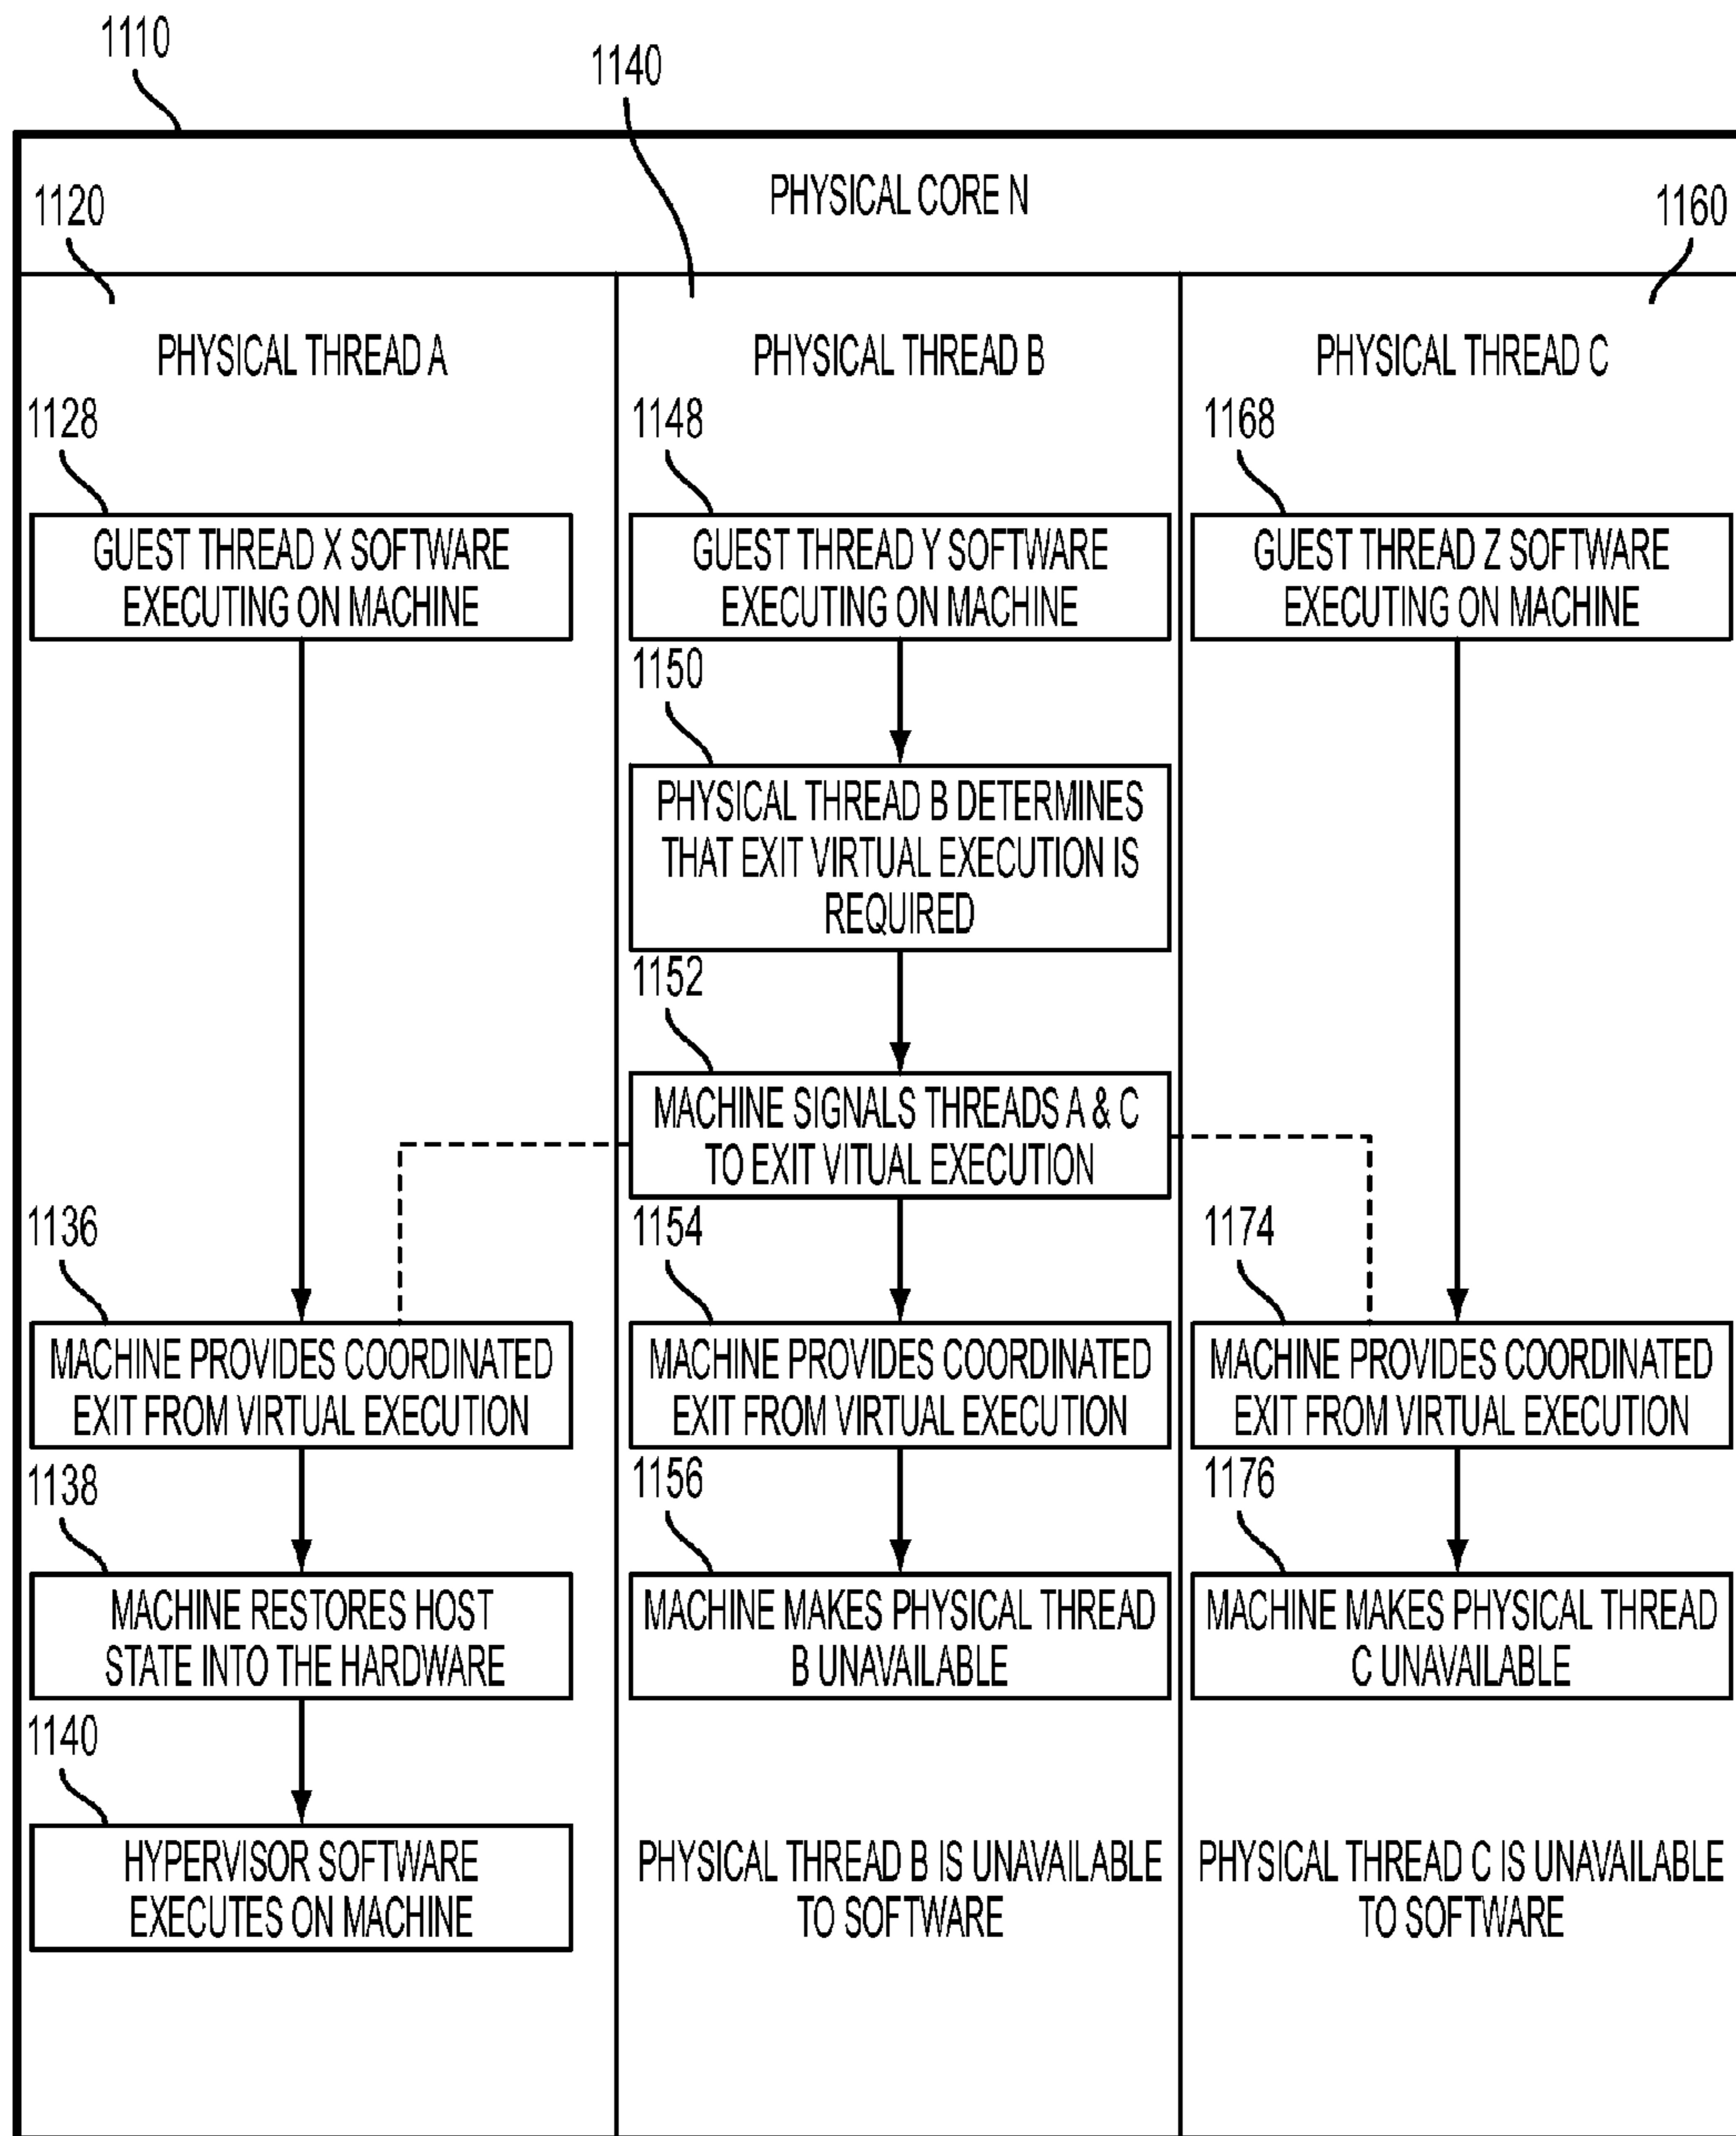 1110
1140
PHYSICAL CORE N
1120
1160
PHYSICAL THREAD A
PHYSICAL THREAD B
PHYSICAL THREAD C
1128
GUEST THREAD X SOFTWARE
EXECUTING ON MACHINE
1148
GUEST THREAD Y SOFTWARE
EXECUTING ON MACHINE
1168
GUEST THREAD Z SOFTWARE
EXECUTING ON MACHINE
1150
PHYSICAL THREAD B DETERMINES
THAT EXIT VIRTUAL EXECUTION IS
REQUIRED
1152
MACHINE SIGNALS THREADS A & C
TO EXIT VITUAL EXECUTION
1136
MACHINE PROVIDES COORDINATED
EXIT FROM VIRTUAL EXECUTION
1154
MACHINE PROVIDES COORDINATED
EXIT FROM VIRTUAL EXECUTION
1174
MACHINE PROVIDES COORDINATED
EXIT FROM VIRTUAL EXECUTION
1138
MACHINE RESTORES HOST
STATE INTO THE HARDWARE
1156
MACHINE MAKES PHYSICAL THREAD
B UNAVAILABLE
1176
MACHINE MAKES PHYSICAL THREAD
C UNAVAILABLE
1140
HYPERVISOR SOFTWARE
EXECUTES ON MACHINE
PHYSICAL THREAD B IS UNAVAILABLE
TO SOFTWARE
PHYSICAL THREAD C IS UNAVAILABLE
TO SOFTWARE